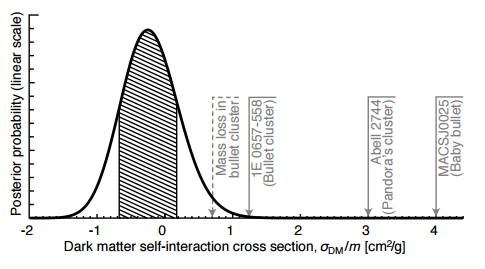 Posterior probability (linear scale)
Mass loss in
bullet cluster
1E 0657-558
(Bullet cluster)
Abell 2744
(Pandora's cluster)
MACSJ0025
(Baby bullet)
-2 -1 0 1 2 3 4
Dark matter self-interaction cross section, σDM/m [cm²/g]